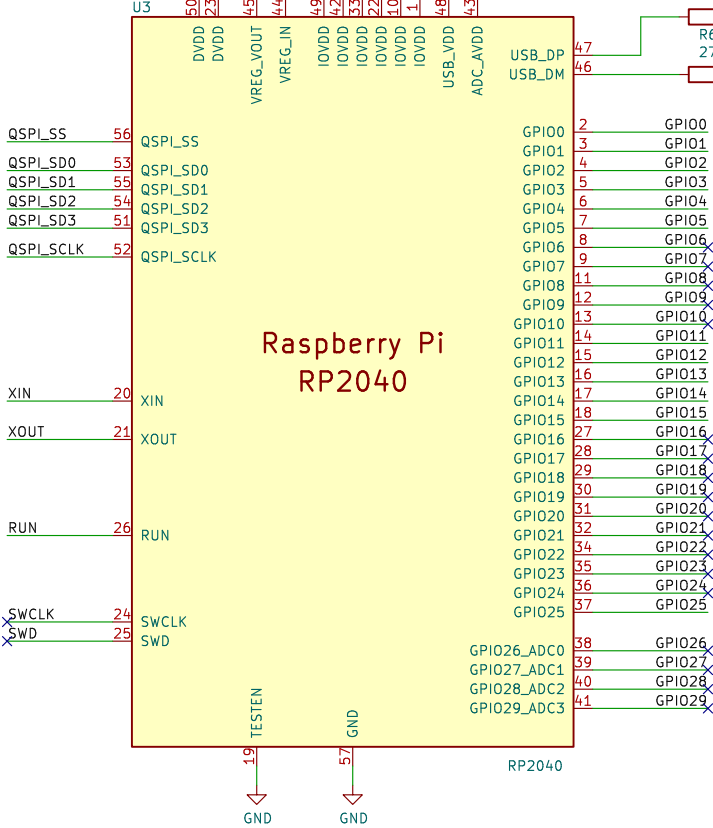 U3
50 23 45 44 49 42 33 22 10 1 48 43
DVDD DVDD VREG_VOUT VREG_IN IOVDD IOVDD IOVDD IOVDD IOVDD IOVDD USB_VDD ADC_AVDD
USB_DP 47
USB_DM 46
R6
27
QSPI_SS 56 QSPI_SS
QSPI_SD0 53 QSPI_SD0
QSPI_SD1 55 QSPI_SD1
QSPI_SD2 54 QSPI_SD2
QSPI_SD3 51 QSPI_SD3
QSPI_SCLK 52 QSPI_SCLK
XIN 20 XIN
XOUT 21 XOUT
RUN 26 RUN
SWCLK 24 SWCLK
SWD 25 SWD
Raspberry Pi
RP2040
GPIO0 2 GPIO0
GPIO1 3 GPIO1
GPIO2 4 GPIO2
GPIO3 5 GPIO3
GPIO4 6 GPIO4
GPIO5 7 GPIO5
GPIO6 8 GPIO6
GPIO7 9 GPIO7
GPIO8 11 GPIO8
GPIO9 12 GPIO9
GPIO10 13 GPIO10
GPIO11 14 GPIO11
GPIO12 15 GPIO12
GPIO13 16 GPIO13
GPIO14 17 GPIO14
GPIO15 18 GPIO15
GPIO16 27 GPIO16
GPIO17 28 GPIO17
GPIO18 29 GPIO18
GPIO19 30 GPIO19
GPIO20 31 GPIO20
GPIO21 32 GPIO21
GPIO22 34 GPIO22
GPIO23 35 GPIO23
GPIO24 36 GPIO24
GPIO25 37 GPIO25
GPIO26_ADC0 38 GPIO26
GPIO27_ADC1 39 GPIO27
GPIO28_ADC2 40 GPIO28
GPIO29_ADC3 41 GPIO29
TESTEN GND
19 57
RP2040
GND GND